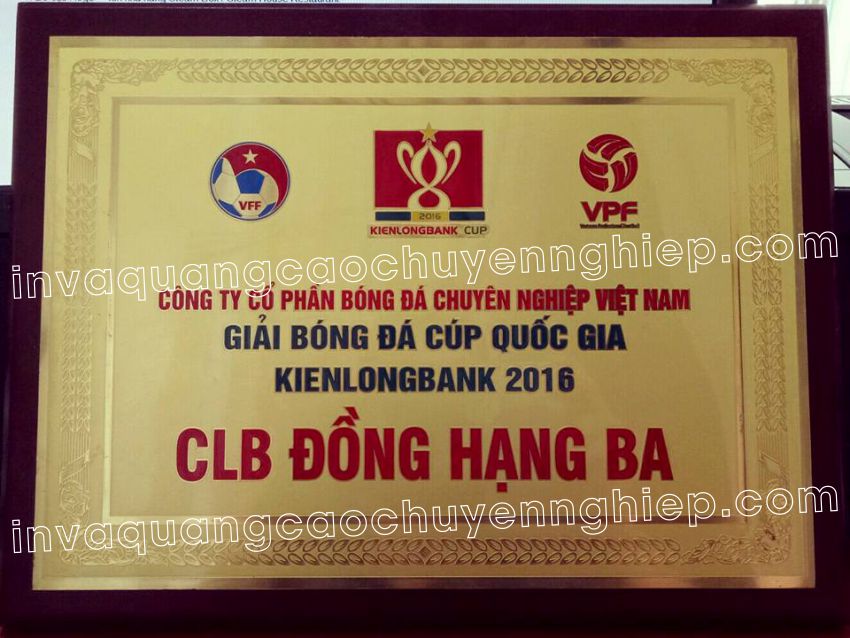 VFF
2016
KIENLONGBANK CUP
VPF
invaquangcaochuyennghiep.com
CÔNG TY CỔ PHẦN BÓNG ĐÁ CHUYÊN NGHIỆP VIỆT NAM
GIẢI BÓNG ĐÁ CÚP QUỐC GIA
KIENLONGBANK 2016
CLB ĐỒNG HẠNG BA
invaquangcaochuyennghiep.com